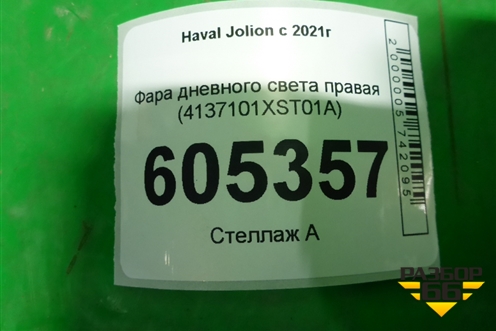 Haval Jolion с 2021г
Фара дневного света правая
(4137101XST01A)
605357
Стеллаж А
2000005742095
РАЗБОР
66